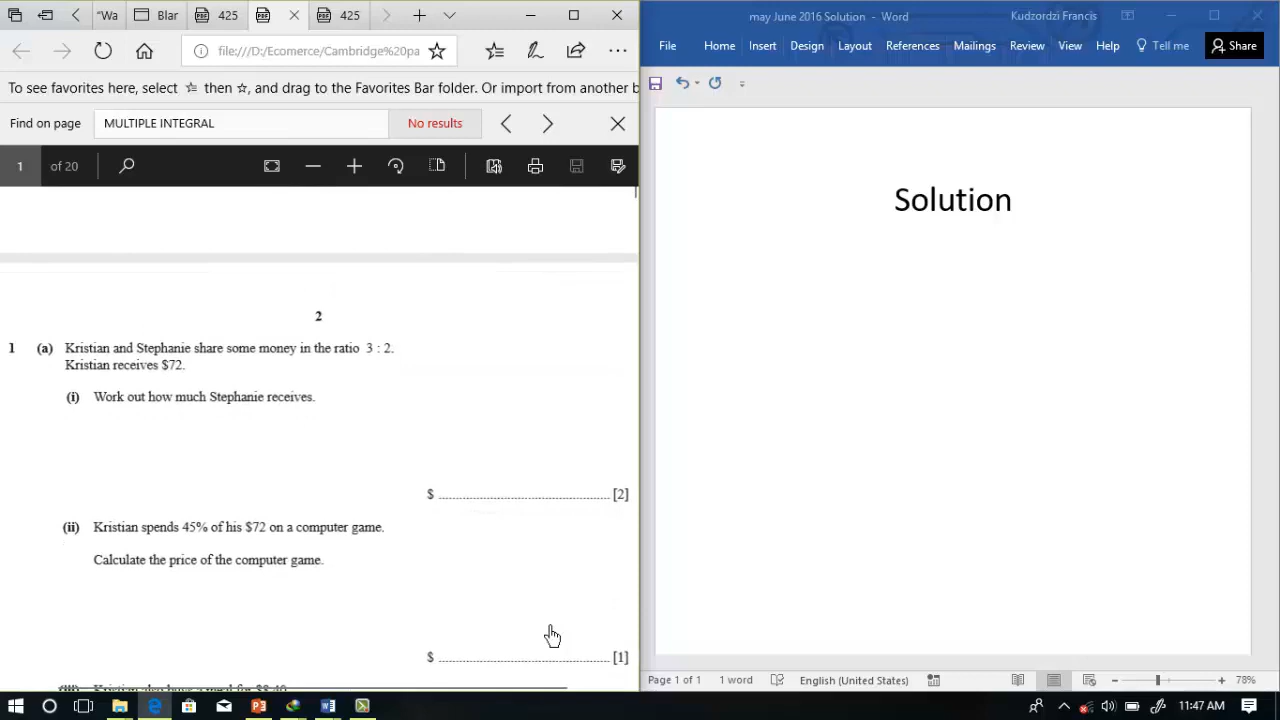 "Wa
Blar
425
425
file:///D:/Ecomerce/Cambridge%20pa
To see favorites here, select then , and drag to the Favorites Bar folder. Or import from another b
Find on page
MULTIPLE INTEGRAL
No results
1 of 20
2
1 (a) Kristian and Stephanie share some money in the ratio 3 : 2.
Kristian receives $72.
(i) Work out how much Stephanie receives.
$ ........................................................ [2]
(ii) Kristian spends 45% of his $72 on a computer game.
Calculate the price of the computer game.
$ ........................................................ [1]
may June 2016 Solution - Word
Kudzordzi Francis
File Home Insert Design Layout References Mailings Review View Help Tell me Share
Solution
Page 1 of 1
1 word
English (United States)
78%
11:47 AM